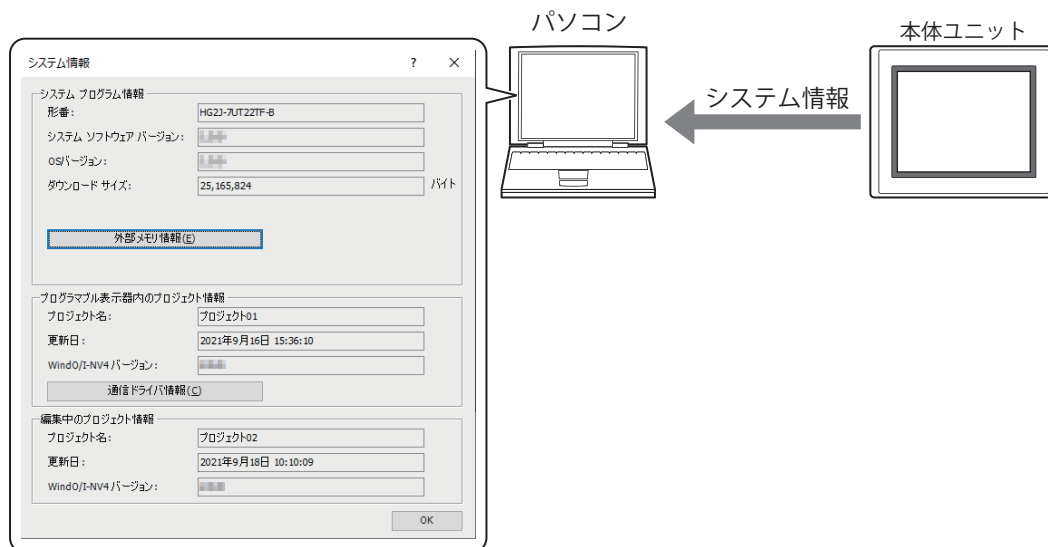 パソコン
本体ユニット
システム情報
システム情報
? ×
システム プログラム情報
形番: HG2J-7UT22TF-B
システム ソフトウェア バージョン:
OSバージョン:
ダウンロード サイズ: 25,165,824 バイト
外部メモリ情報(E)
プログラマブル表示器内のプロジェクト情報
プロジェクト名: プロジェクト01
更新日: 2021年9月16日 15:36:10
WindO/I-NV4 バージョン:
通信ドライバ情報(C)
編集中のプロジェクト情報
プロジェクト名: プロジェクト02
更新日: 2021年9月18日 10:10:09
WindO/I-NV4 バージョン:
OK